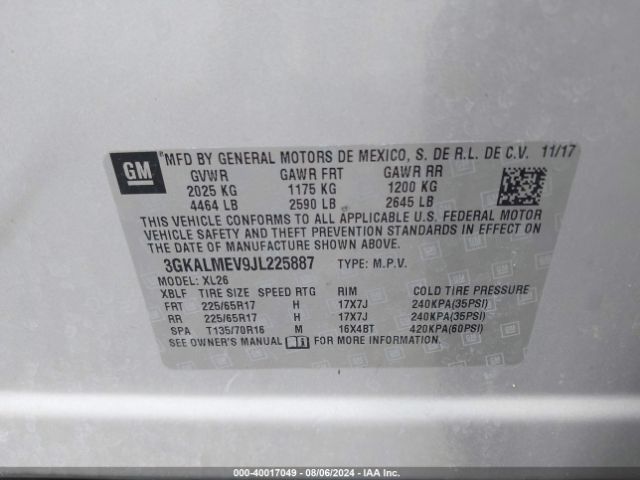 GM
MFD BY GENERAL MOTORS DE MEXICO, S. DE R.L. DE C.V. 11/17
GVWR GAWR FRT GAWR RR
2025 KG 1175 KG 1200 KG
4464 LB 2590 LB 2645 LB
THIS VEHICLE CONFORMS TO ALL APPLICABLE U.S. FEDERAL MOTOR
VEHICLE SAFETY AND THEFT PREVENTION STANDARDS IN EFFECT ON
THE DATE OF MANUFACTURE SHOWN ABOVE.
3GKALMEV9JL225887 TYPE: M.P.V.
MODEL: XL26
XBLF TIRE SIZE SPEED RTG RIM COLD TIRE PRESSURE
FRT 225/65R17 H 17X7J 240KPA(35PSI)
RR 225/65R17 H 17X7J 240KPA(35PSI)
SPA T135/70R16 M 16X4BT 420KPA(60PSI)
SEE OWNER'S MANUAL FOR MORE INFORMATION.
000-40017049 - 08/06/2024 - IAAI.com